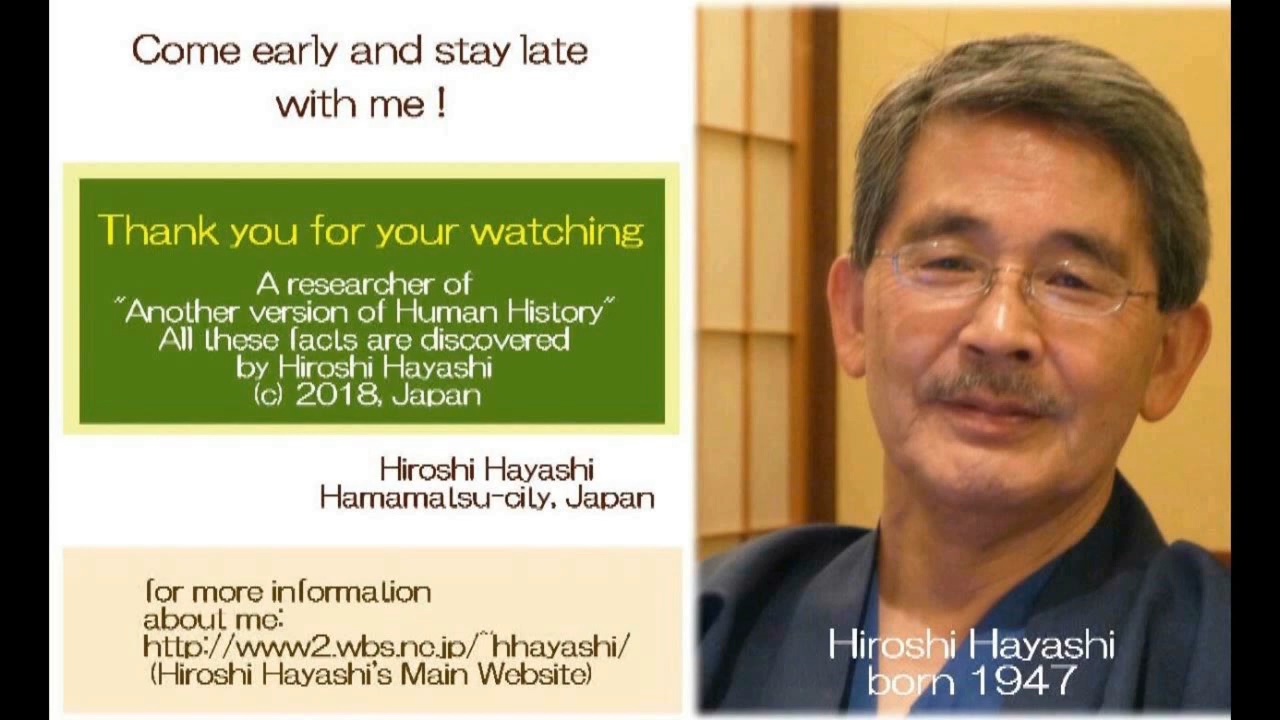 Come early and stay late
with me !
Thank you for your watching
A researcher of
"Another version of Human History"
All these facts are discovered
by Hiroshi Hayashi
(c) 2018, Japan
Hiroshi Hayashi
Hamamatsu-city, Japan
for more information
about me:
http://www2.wbs.ne.jp/~hhayashi/
(Hiroshi Hayashi's Main Website)
Hiroshi Hayashi
born 1947